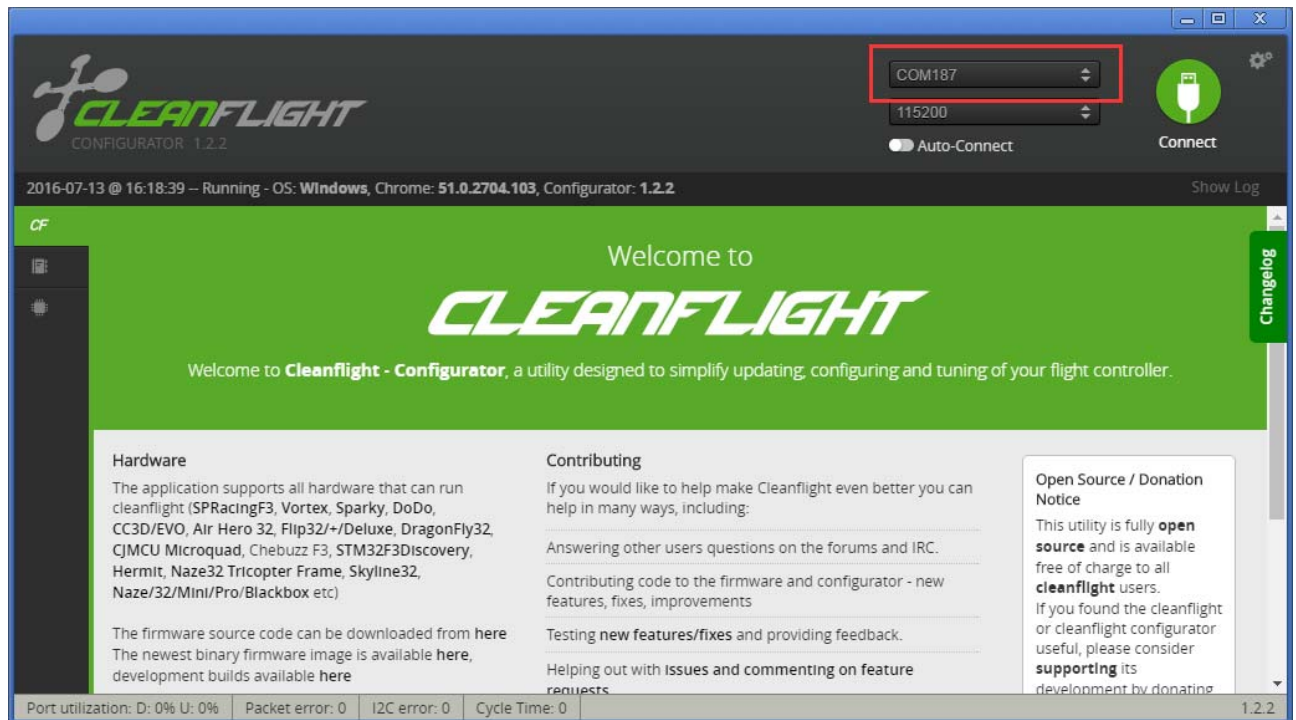 CLEANFLIGHT
CONFIGURATOR 1.2.2
COM187
115200
Auto-Connect
Connect
2016-07-13 @ 16:18:39 -- Running - OS: Windows, Chrome: 51.0.2704.103, Configurator: 1.2.2
Show Log
CF
Changelog
Welcome to
CLEANFLIGHT
Welcome to Cleanflight - Configurator, a utility designed to simplify updating, configuring and tuning of your flight controller.
Hardware
The application supports all hardware that can run
cleanflight (SPRacingF3, Vortex, Sparky, DoDo,
CC3D/EVO, Air Hero 32, Flip32/+/Deluxe, DragonFly32,
CJMCU Microquad, Chebuzz F3, STM32F3Discovery,
Hermit, Naze32 Tricopter Frame, Skyline32,
Naze/32/Mini/Pro/Blackbox etc)
The firmware source code can be downloaded from here
The newest binary firmware image is available here,
development builds available here
Contributing
If you would like to help make Cleanflight even better you can
help in many ways, including:
Answering other users questions on the forums and IRC.
Contributing code to the firmware and configurator - new
features, fixes, improvements
Testing new features/fixes and providing feedback.
Helping out with issues and commenting on feature
requests
Open Source / Donation
Notice
This utility is fully open
source and is available
free of charge to all
cleanflight users.
If you found the cleanflight
or cleanflight configurator
useful, please consider
supporting its
development by donating
Port utilization: D: 0% U: 0%
Packet error: 0
I2C error: 0
Cycle Time: 0
1.2.2